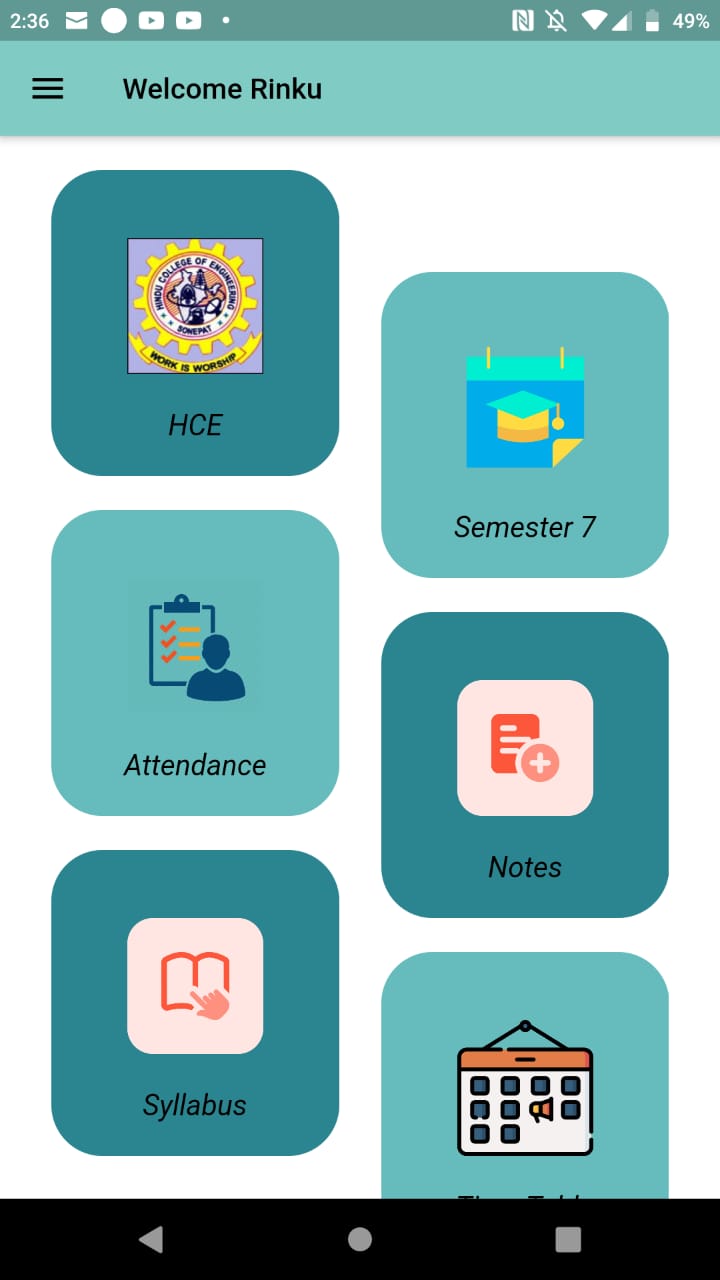 2:36
49%
Welcome Rinku
HINDU COLLEGE OF ENGINEERING
SONEPAT
WORK IS WORSHIP
HCE
Semester 7
Attendance
Notes
Syllabus